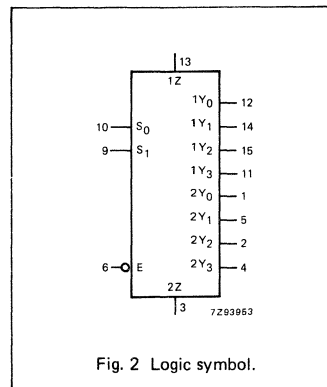 13
1Z
1Y0 12
10 S0 1Y1 14
9 S1 1Y2 15
1Y3 11
2Y0 1
2Y1 5
2Y2 2
6 E 2Y3 4
2Z
3 7Z93953
Fig. 2 Logic symbol.